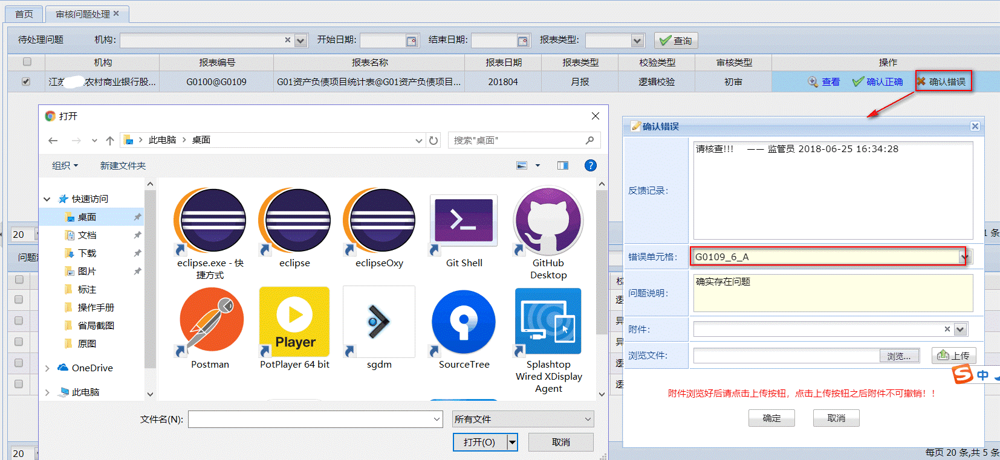 首页
审核问题处理
待处理问题
机构:
开始日期:
结束日期:
报表类型:
查询
机构 报表编号 报表名称 报表日期 报表类型 校验类型 审核类型 操作
江苏 农村商业银行股... G0100@G0109 G01资产负债项目统计表@G01资产负债项目... 201804 月报 逻辑校验 初审 查看 确认正确 确认错误
打开
此电脑 桌面
搜索"桌面"
组织 新建文件夹
快速访问
桌面
文档
下载
图片
标注
操作手册
省局截图
原图
OneDrive
此电脑
eclipse.exe - 快
捷方式
eclipse
eclipseOxy
Git Shell
GitHub
Desktop
Postman
Player
PotPlayer 64 bit
sgdm
SourceTree
Splashtop
Wired XDisplay
Agent
文件名(N):
所有文件
打开(O)
取消
确认错误
反馈记录:
请核查!!! —— 监管员 2018-06-25 16:34:28
错误单元格:
G0109_6_A
问题说明:
确实存在问题
附件:
浏览文件:
浏览...
上传
S 中
附件浏览好后请点击上传按钮，点击上传按钮之后附件不可撤销！！
确定
取消
20
1 条
问题
校
逻
异
异
逻
逻
20
每页 20 条,共 5 条